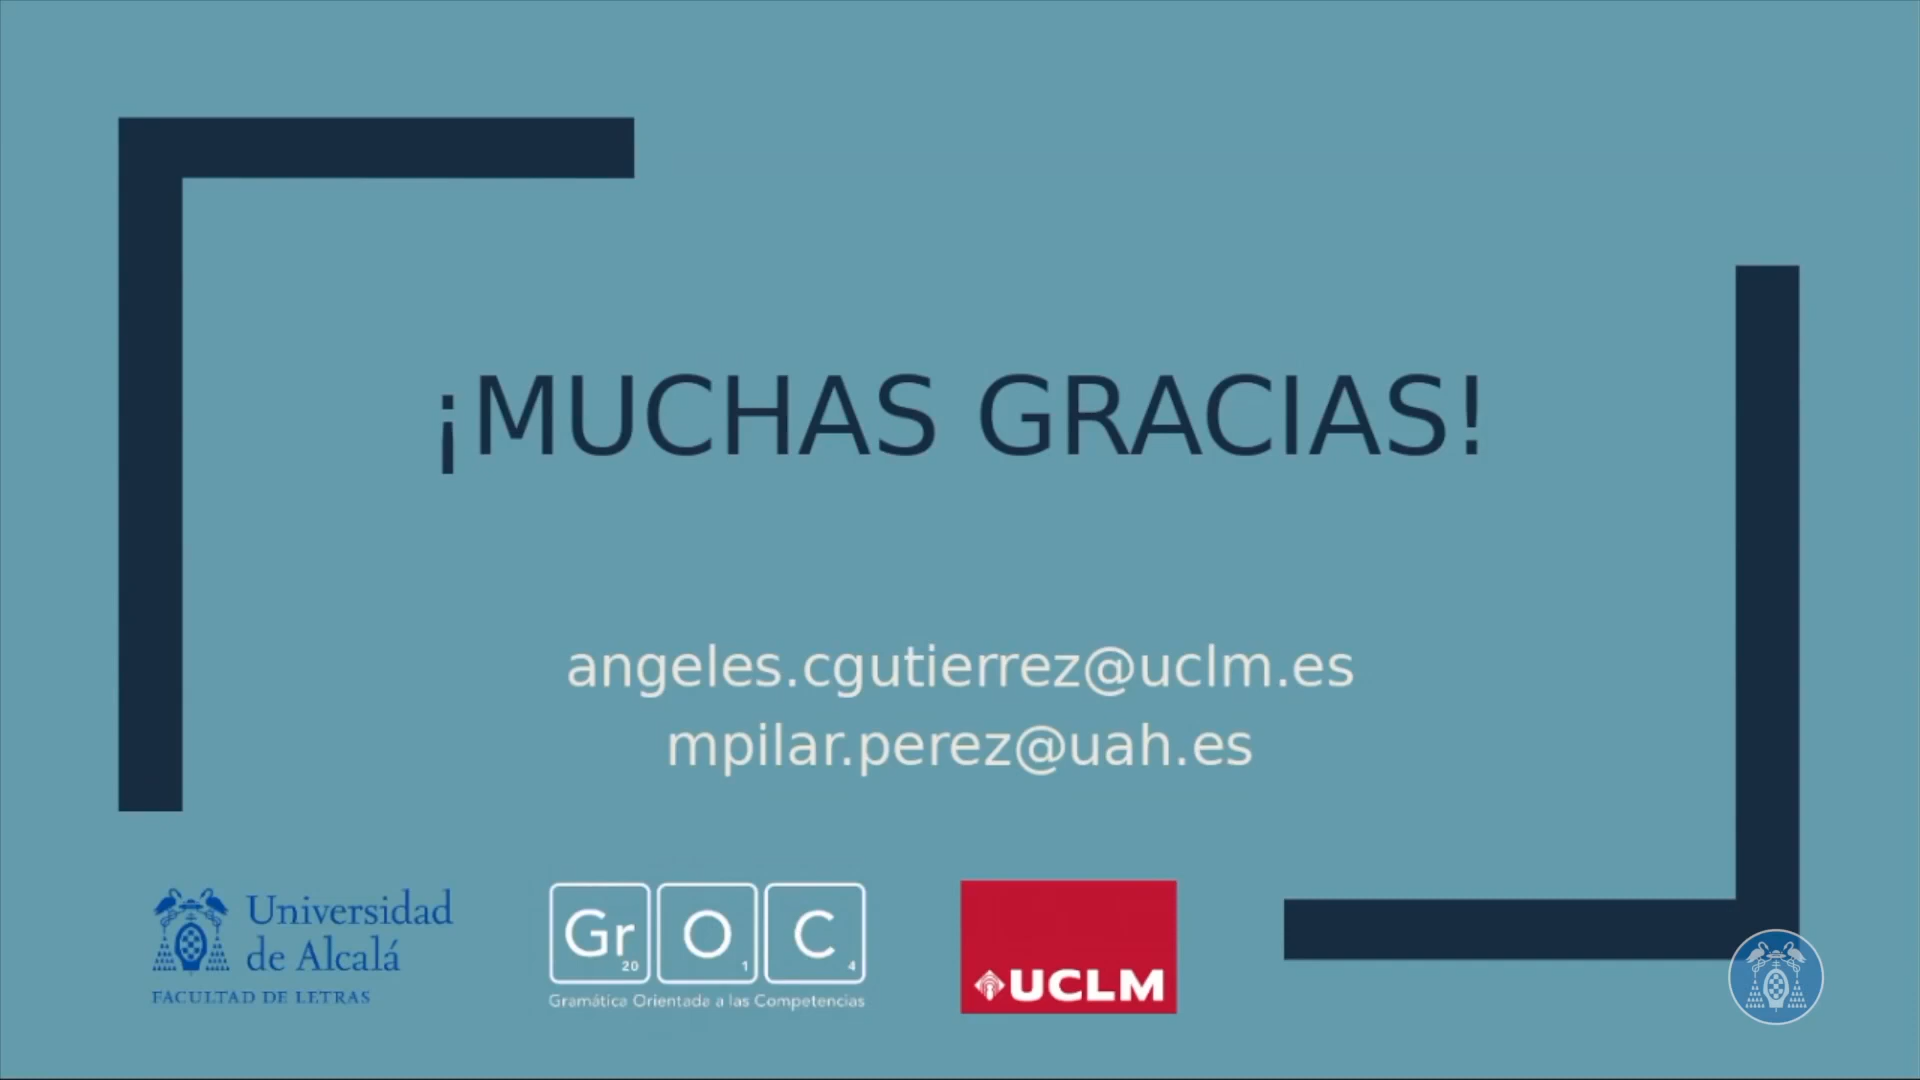 ¡MUCHAS GRACIAS!
angeles.cgutierrez@uclm.es
mpilar.perez@uah.es
Universidad
de Alcalá
FACULTAD DE LETRAS
Gr 20 O 1 C 4
Gramática Orientada a las Competencias
UCLM